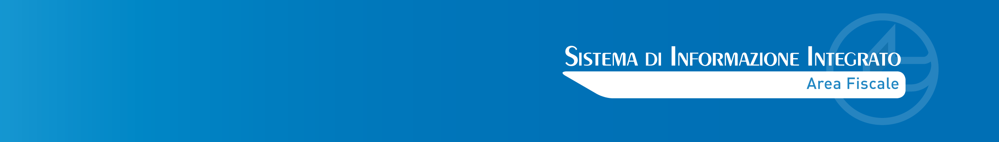 Sistema di Informazione Integrato
Area Fiscale